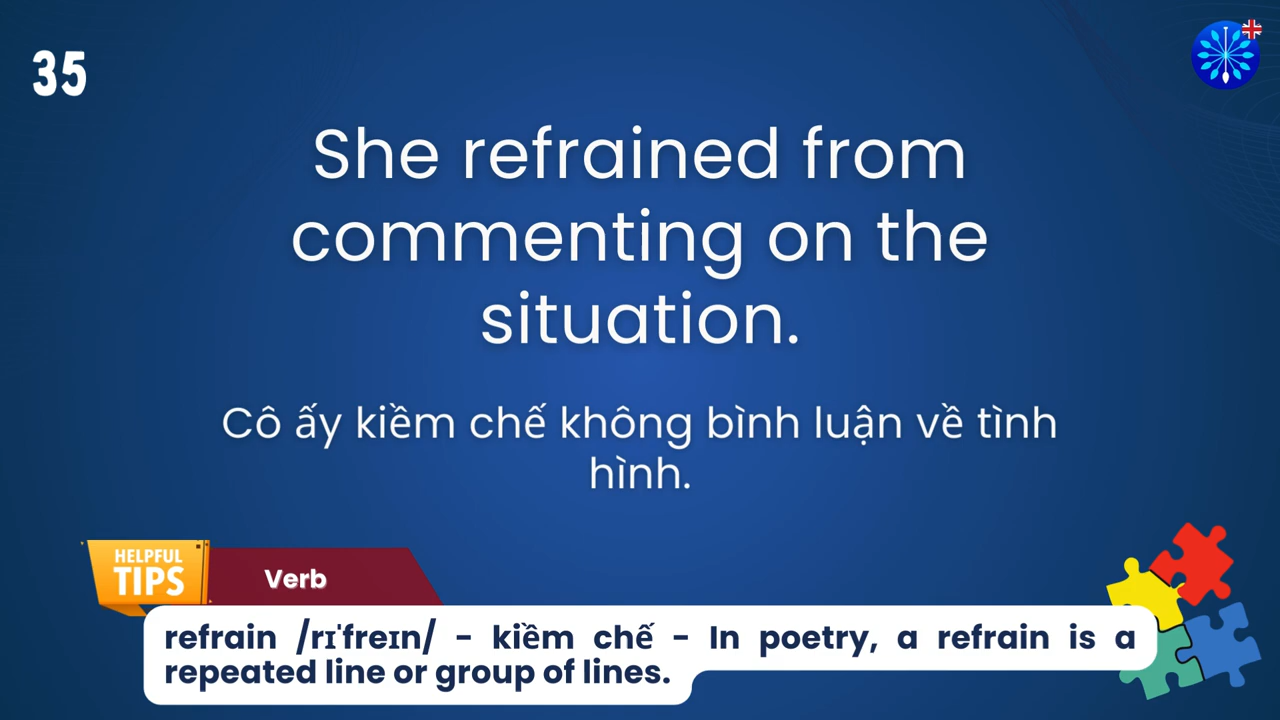 35
She refrained from
commenting on the
situation.
Cô ấy kiềm chế không bình luận về tình
hình.
HELPFUL
TIPS
Verb
refrain /rɪˈfreɪn/ - kiềm chế - In poetry, a refrain is a
repeated line or group of lines.